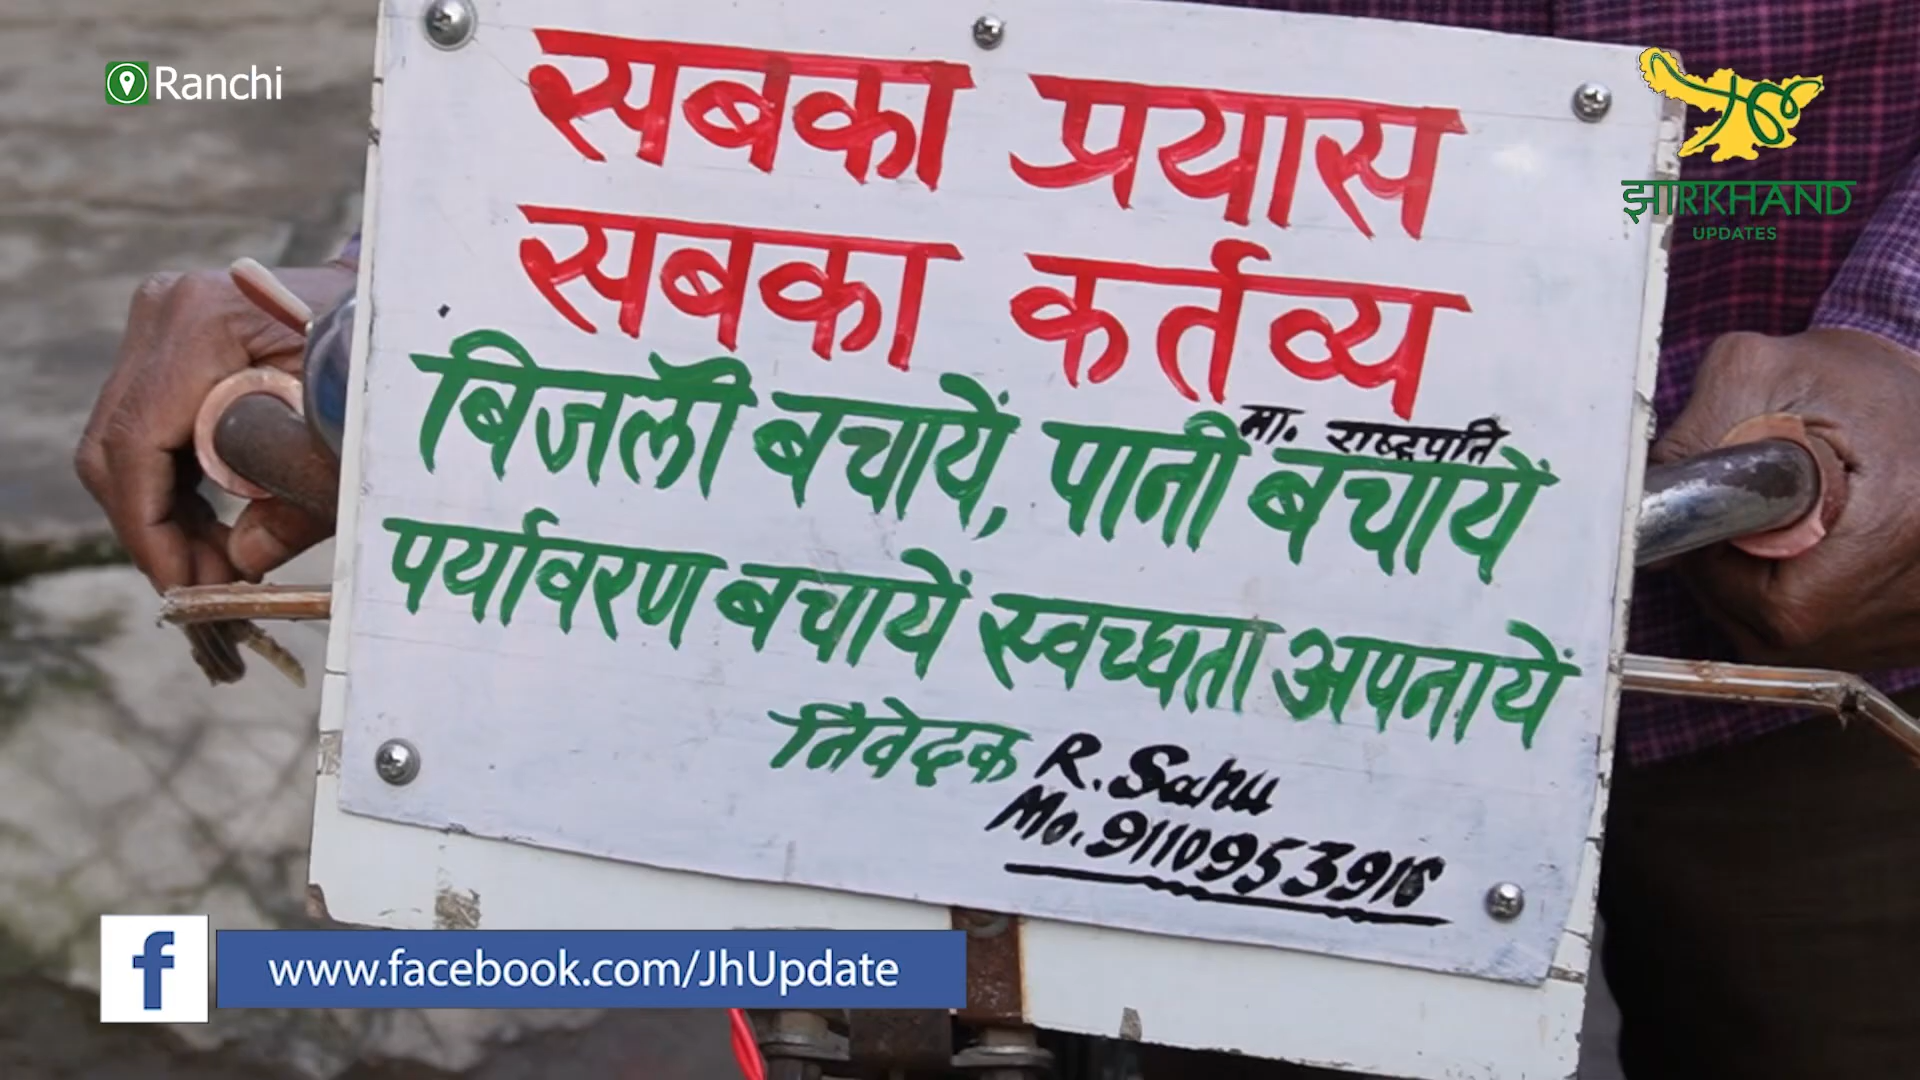 Ranchi
सबका प्रयास
सबका कर्तव्य
मा. राष्ट्रपति
बिजली बचायें, पानी बचायें
पर्यावरण बचायें स्वच्छता अपनायें
निवेदक R. Sahu
Mo. 9110953916
झारKHAND
UPDATES
f www.facebook.com/JhUpdate